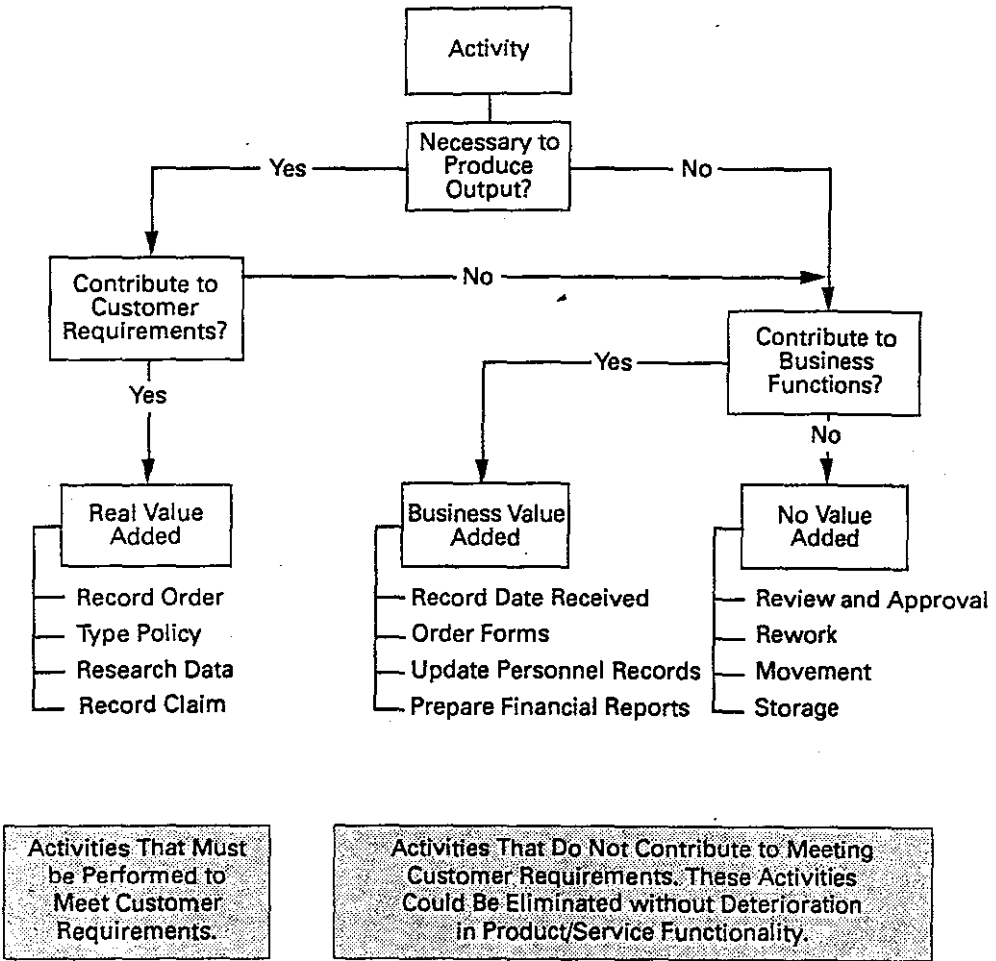 Activity
Necessary to
Produce
Output?
Yes
No
Contribute to
Customer
Requirements?
No
Contribute to
Business
Functions?
Yes
Yes
No
Real Value
Added
Business Value
Added
No Value
Added
Record Order
Type Policy
Research Data
Record Claim
Record Date Received
Order Forms
Update Personnel Records
Prepare Financial Reports
Review and Approval
Rework
Movement
Storage
Activities That Must
be Performed to
Meet Customer
Requirements.
Activities That Do Not Contribute to Meeting
Customer Requirements. These Activities
Could Be Eliminated without Deterioration
in Product/Service Functionality.